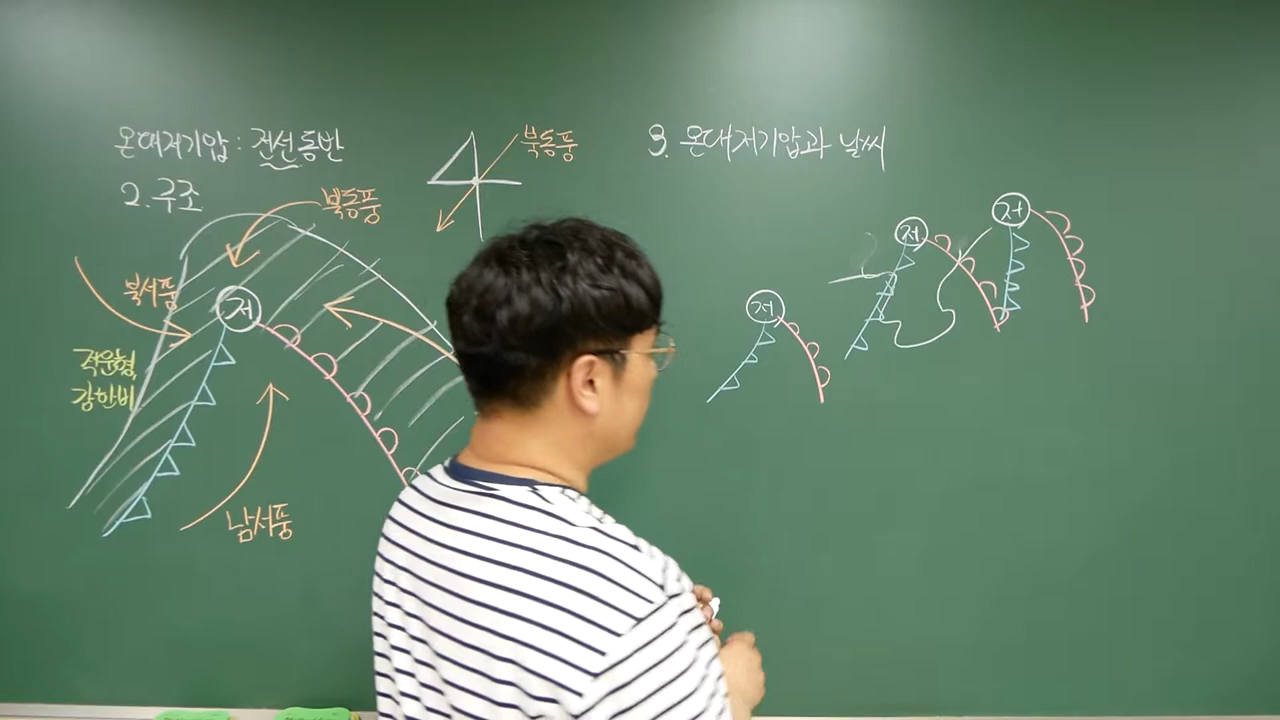 온대저기압 : 전선동반
2. 구조
북동풍
북동풍
북서풍
저
적운형,
강한비
남서풍
3. 온대저기압과 날씨
저
저
저